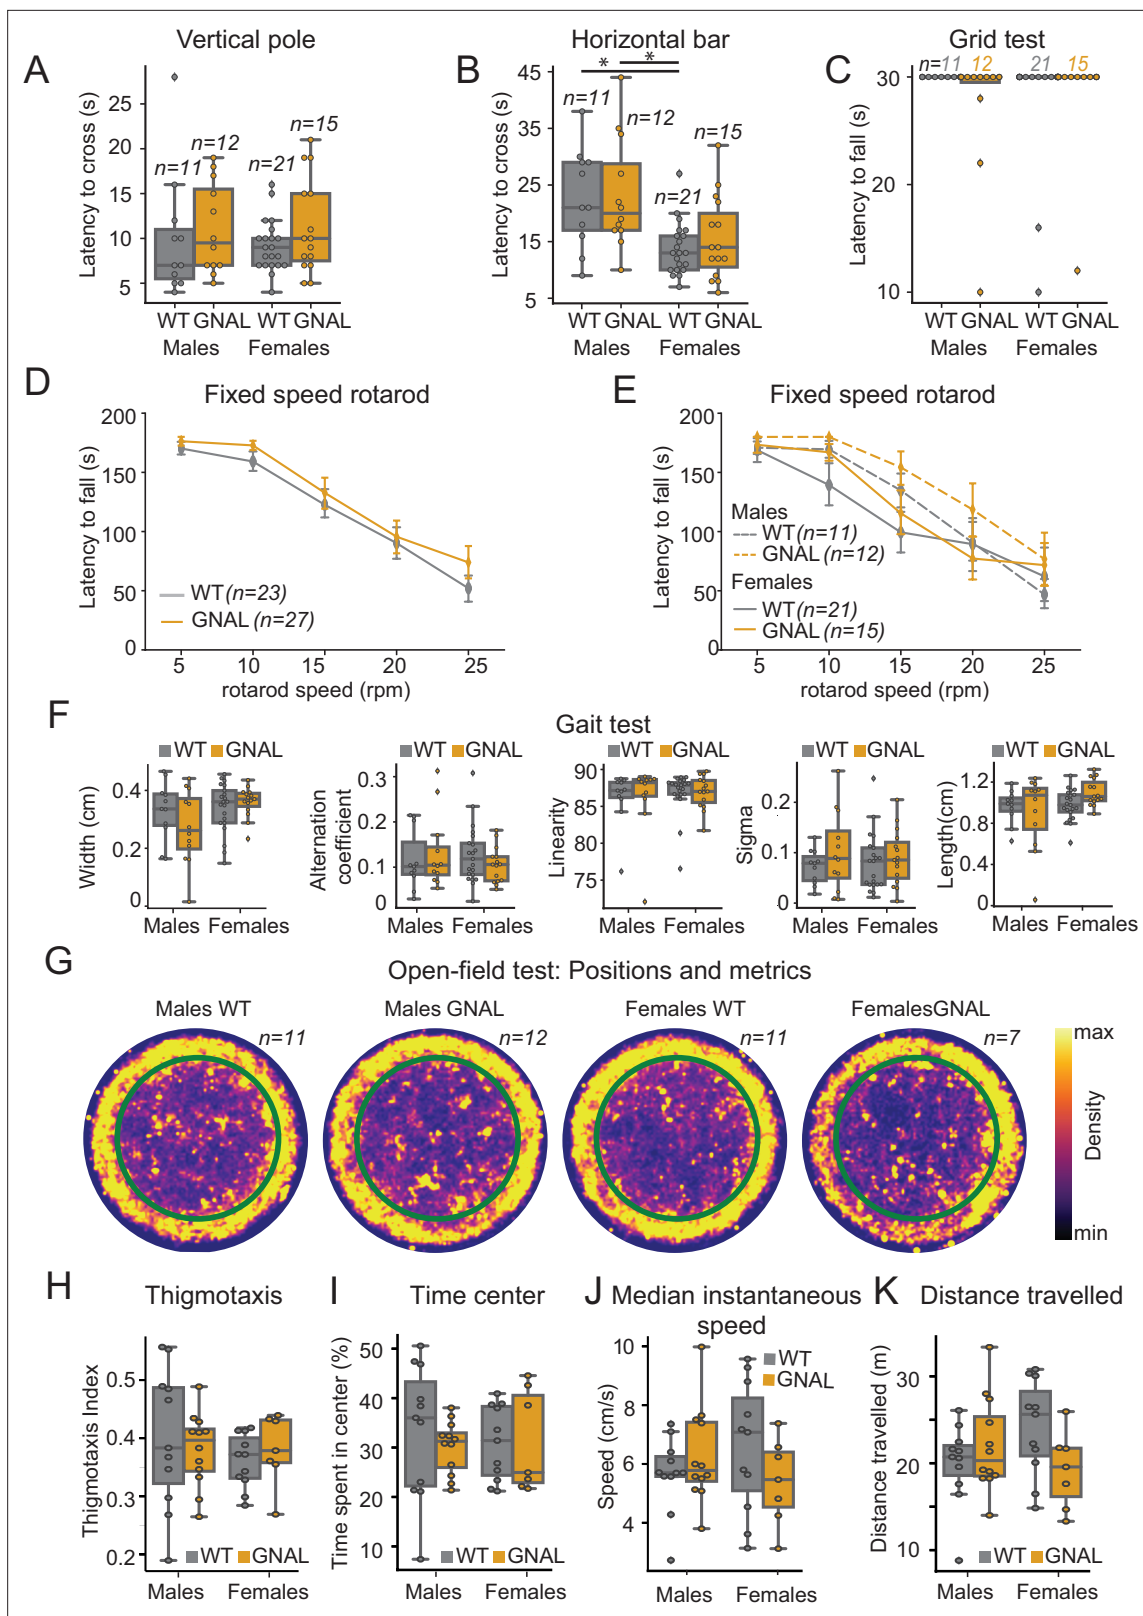 Vertical pole
Horizontal bar
Grid test
A
B
C
Latency to cross (s)
25
20
15
10
5
n=11
n=12
n=21
n=15
WT GNAL WT GNAL
Males Females
Latency to cross (s)
45
35
25
15
5
* *
n=11
n=12
n=21
n=15
WT GNAL WT GNAL
Males Females
Latency to fall (s)
30
20
10
n=11 12 21 15
WT GNAL WT GNAL
Males Females
D
Fixed speed rotarod
Latency to fall (s)
200
150
100
50
0
WT (n=23)
GNAL (n=27)
5 10 15 20 25
rotarod speed (rpm)
E
Fixed speed rotarod
Latency to fall (s)
200
150
100
50
0
Males
WT (n=11)
GNAL (n=12)
Females
WT (n=21)
GNAL (n=15)
5 10 15 20 25
rotarod speed (rpm)
F
Gait test
WT GNAL
Width (cm)
0.4
0.2
0
Males Females
WT GNAL
Alternation
coefficient
0.3
0.1
0
Males Females
WT GNAL
Linearity
90
85
75
Males Females
WT GNAL
Sigma
0.2
0.1
0
Males Females
WT GNAL
Length(cm)
1.2
0.6
0
Males Females
G
Open-field test: Positions and metrics
Males WT
Males GNAL
Females WT
FemalesGNAL
n=11
n=12
n=11
n=7
max
Density
min
H
Thigmotaxis
Thigmotaxis Index
0.5
0.4
0.3
0.2
WT GNAL
Males Females
I
Time center
Time spent in center (%)
50
30
20
10
WT GNAL
Males Females
J
Median instantaneous
speed
Speed (cm/s)
10
8
6
4
WT
GNAL
Males Females
K
Distance travelled
Distance travelled (m)
30
20
10
WT GNAL
Males Females